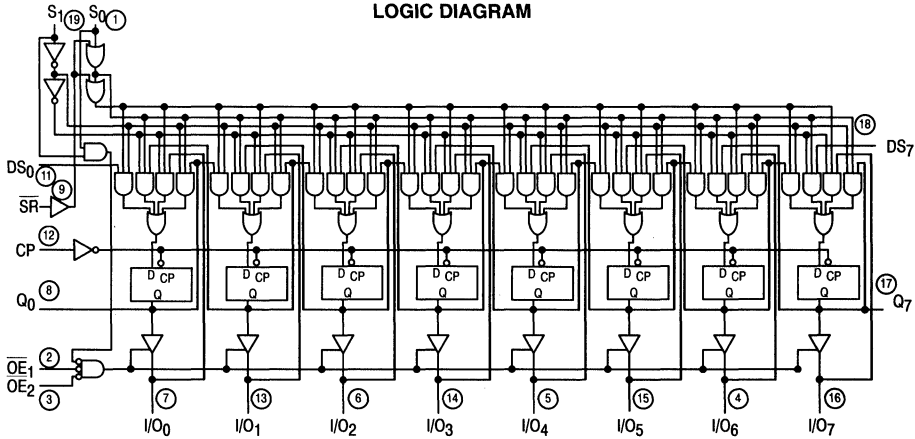 LOGIC DIAGRAM
S1 19 S0 1
18
DS7
DS0
11
9
SR
CP 12
D CP Q D CP Q D CP Q D CP Q D CP Q D CP Q D CP Q D CP Q
Q0 8
17
Q7
2
OE1
OE2
3
7 13 6 14 5 15 4 16
I/O0 I/O1 I/O2 I/O3 I/O4 I/O5 I/O6 I/O7